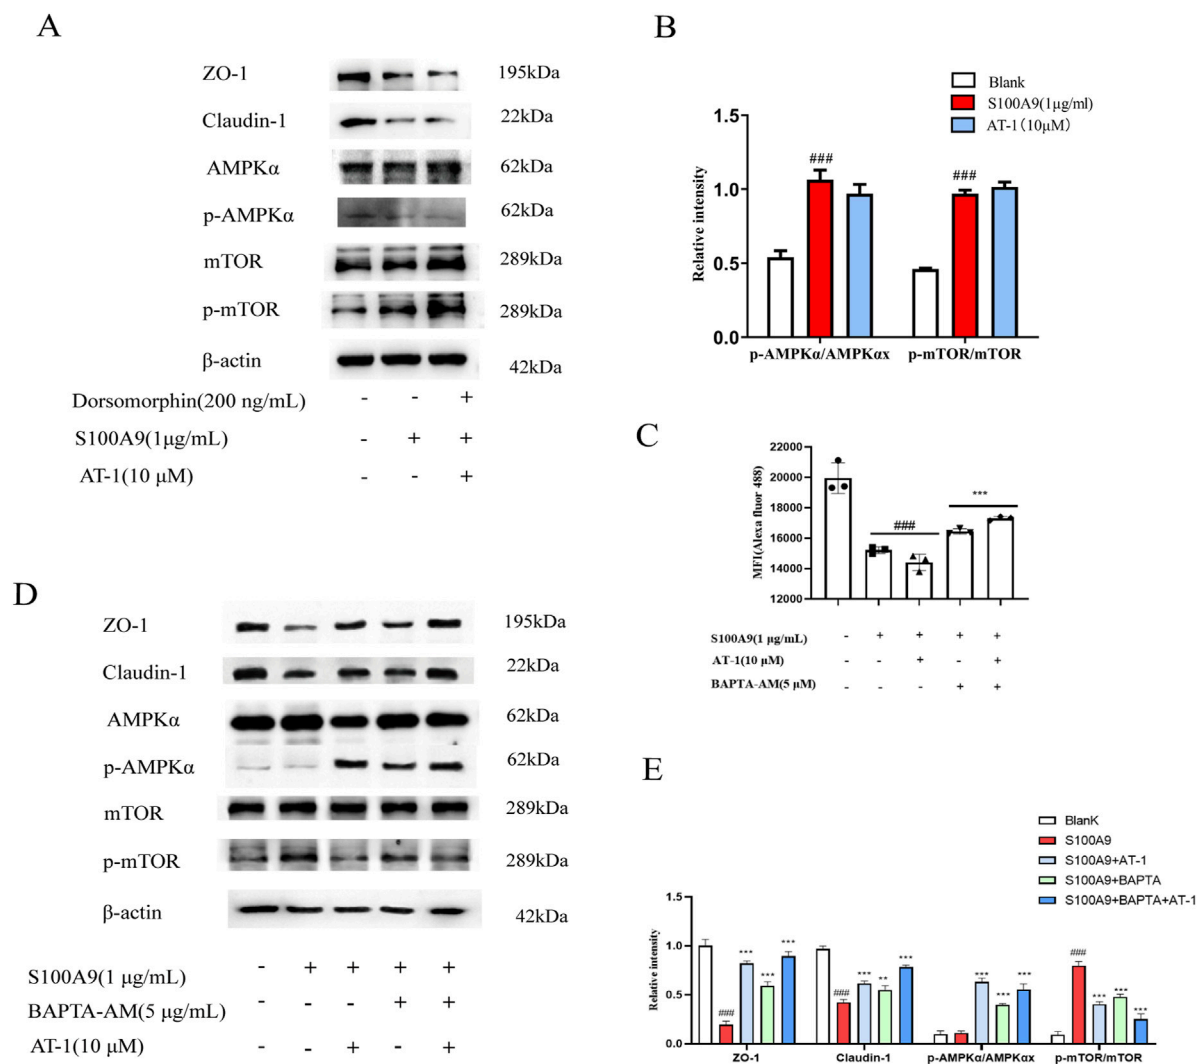 A
ZO-1 195kDa
Claudin-1 22kDa
AMPKα 62kDa
p-AMPKα 62kDa
mTOR 289kDa
p-mTOR 289kDa
β-actin 42kDa
Dorsomorphin(200 ng/mL) - - +
S100A9(1μg/mL) - + +
AT-1(10 μM) - - +
B
Blank
S100A9(1μg/ml)
AT-1(10μM)
Relative intensity
1.5
1.0
0.5
0.0
###
###
p-AMPKα/AMPKαx p-mTOR/mTOR
C
MFI(Alexa fluor 488)
22000
20000
18000
16000
14000
12000
###
***
S100A9(1 μg/mL) - + + + +
AT-1(10 μM) - - + - +
BAPTA-AM(5 μM) - - - + +
D
ZO-1 195kDa
Claudin-1 22kDa
AMPKα 62kDa
p-AMPKα 62kDa
mTOR 289kDa
p-mTOR 289kDa
β-actin 42kDa
S100A9(1 μg/mL) - + + + +
BAPTA-AM(5 μg/mL) - - - + +
AT-1(10 μM) - - + - +
E
BlanK
S100A9
S100A9+AT-1
S100A9+BAPTA
S100A9+BAPTA+AT-1
Relative intensity
1.5
1.0
0.5
0.0
### *** *** ***
### *** ** ***
*** *** ***
### *** *** ***
ZO-1 Claudin-1 p-AMPKα/AMPKαx p-mTOR/mTOR